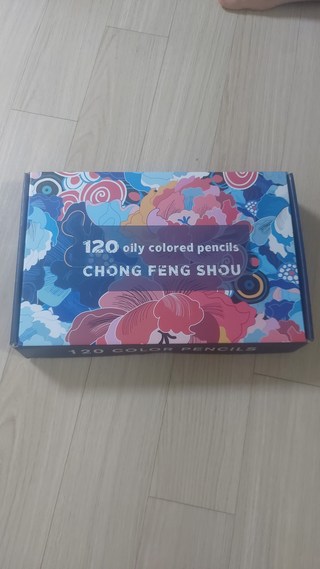 120 oily colored pencils
CHONG FENG SHOU
120 COLOR PENCILS